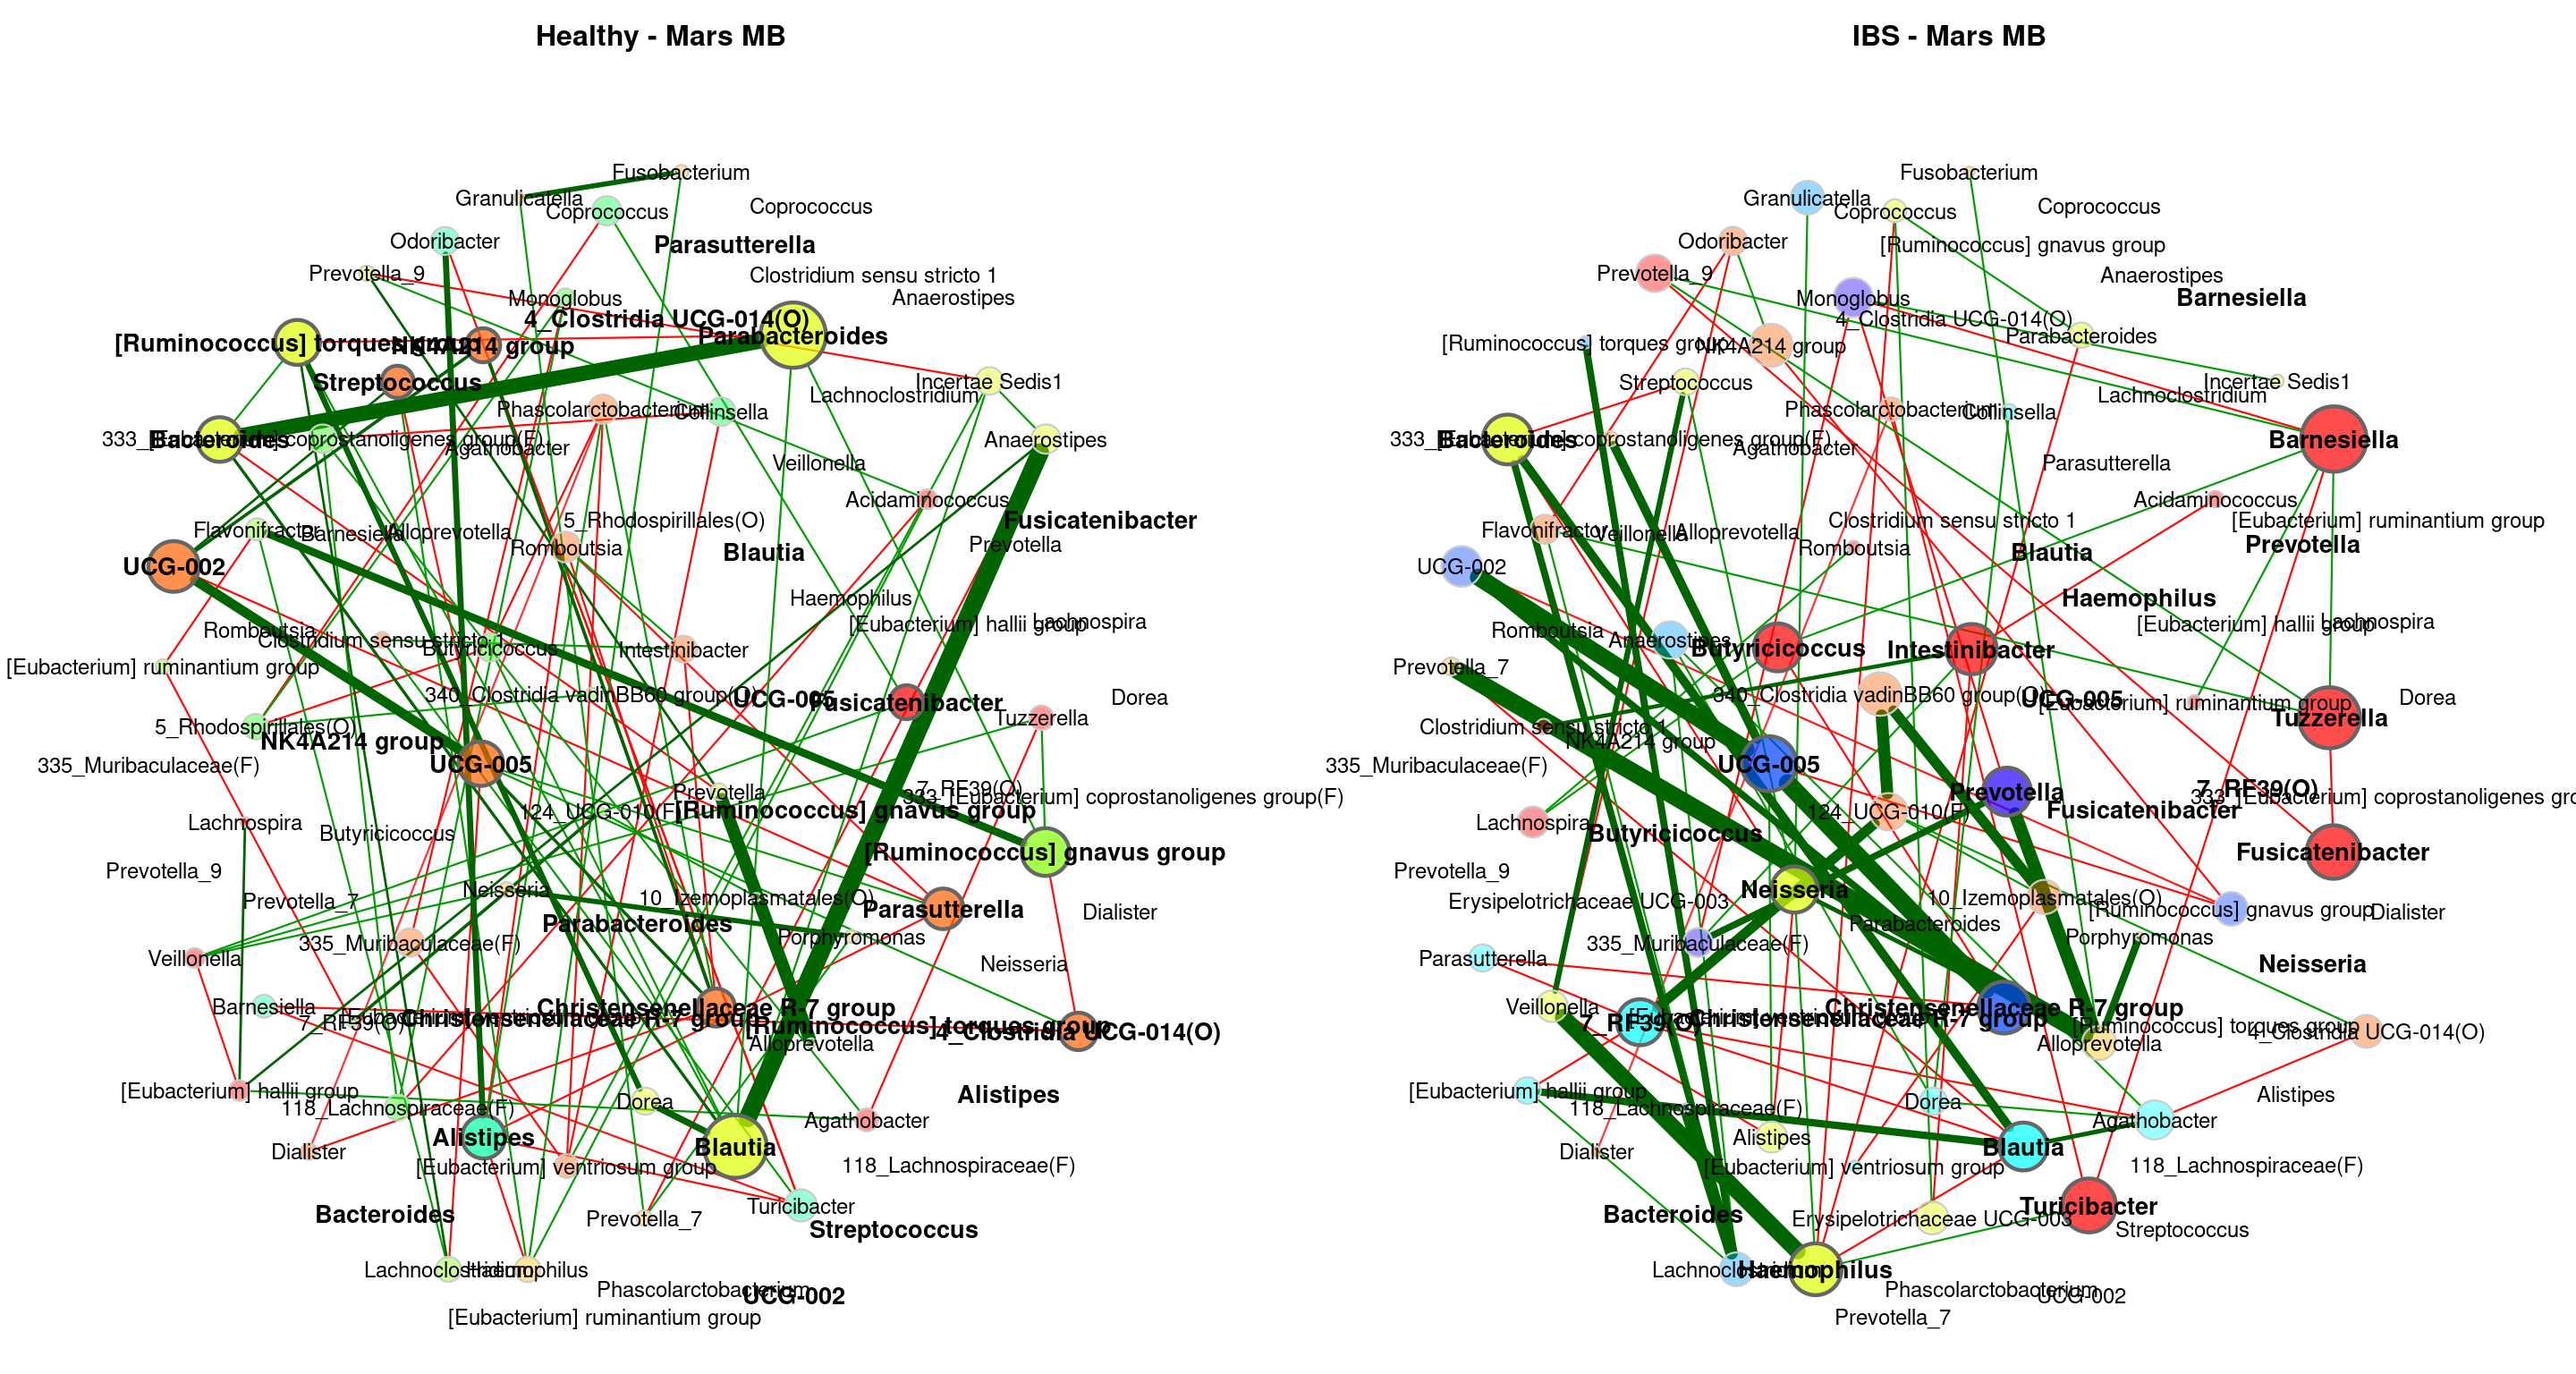 Healthy - Mars MB
Fusobacterium
Granulicatella
Coprococcus
Coprococcus
Odoribacter
Parasutterella
Prevotella_9
Clostridium sensu stricto 1
Monoglobus
Anaerostipes
4_Clostridia UCG-014(O)
Parabacteroides
[Ruminococcus] torques group
NK4A214 group
Streptococcus
Incertae Sedis1
Lachnoclostridium
Phascolarctobacterium
Collinsella
333_[Eubacterium] coprostanoligenes group(F)
Bacteroides
Anaerostipes
Agathobacter
Veillonella
Acidaminococcus
Fusicatenibacter
Flavonifractor
Barnesiella
Alloprevotella
5_Rhodospirillales(O)
Romboutsia
Prevotella
Blautia
UCG-002
Haemophilus
[Eubacterium] hallii group
Lachnospira
Romboutsia
Clostridium sensu stricto 1
Butyricicoccus
Intestinibacter
[Eubacterium] ruminantium group
340_Clostridia vadinBB60 group(O)
UCG-005
Fusicatenibacter
Dorea
Tuzzerella
5_Rhodospirillales(O)
NK4A214 group
335_Muribaculaceae(F)
UCG-005
7_RF39(O)
Prevotella
333_[Eubacterium] coprostanoligenes group(F)
124_UCG-010(F)
[Ruminococcus] gnavus group
Lachnospira
Butyricicoccus
[Ruminococcus] gnavus group
Prevotella_9
Neisseria
Prevotella_7
10_Izemoplasmatales(O)
Parasutterella
Dialister
Parabacteroides
335_Muribaculaceae(F)
Porphyromonas
Veillonella
Neisseria
Barnesiella
Christensenellaceae R-7 group
7_RF39(O)
[Eubacterium] ventriosum group
Christensenellaceae R-7 group
[Ruminococcus] torques group
4_Clostridia UCG-014(O)
Alloprevotella
[Eubacterium] hallii group
Alistipes
118_Lachnospiraceae(F)
Dorea
Agathobacter
Alistipes
Blautia
Dialister
[Eubacterium] ventriosum group
118_Lachnospiraceae(F)
Turicibacter
Bacteroides
Prevotella_7
Streptococcus
Lachnoclostridium
Haemophilus
Phascolarctobacterium
UCG-002
[Eubacterium] ruminantium group
IBS - Mars MB
Fusobacterium
Granulicatella
Coprococcus
Coprococcus
Odoribacter
[Ruminococcus] gnavus group
Prevotella_9
Anaerostipes
Monoglobus
Barnesiella
4_Clostridia UCG-014(O)
Parabacteroides
[Ruminococcus] torques group
NK4A214 group
Streptococcus
Incertae Sedis1
Lachnoclostridium
Phascolarctobacterium
Collinsella
333_[Eubacterium] coprostanoligenes group(F)
Bacteroides
Barnesiella
Agathobacter
Parasutterella
Acidaminococcus
Clostridium sensu stricto 1
[Eubacterium] ruminantium group
Flavonifractor
Veillonella
Alloprevotella
Romboutsia
Prevotella
Blautia
UCG-002
Haemophilus
[Eubacterium] hallii group
Lachnospira
Romboutsia
Anaerostipes
Butyricicoccus
Intestinibacter
Prevotella_7
340_Clostridia vadinBB60 group(O)
UCG-005
[Eubacterium] ruminantium group
Dorea
Tuzzerella
Clostridium sensu stricto 1
NK4A214 group
335_Muribaculaceae(F)
UCG-005
7_RF39(O)
Prevotella
333_[Eubacterium] coprostanoligenes gro
124_UCG-010(F)
Fusicatenibacter
Lachnospira
Butyricicoccus
Fusicatenibacter
Prevotella_9
Neisseria
Erysipelotrichaceae UCG-003
10_Izemoplasmatales(O)
[Ruminococcus] gnavus group
Dialister
Parabacteroides
335_Muribaculaceae(F)
Porphyromonas
Parasutterella
Neisseria
Veillonella
Christensenellaceae R-7 group
7_RF39(O)
[Eubacterium] ventriosum group
Christensenellaceae R-7 group
[Ruminococcus] torques group
4_Clostridia UCG-014(O)
Alloprevotella
[Eubacterium] hallii group
Alistipes
118_Lachnospiraceae(F)
Dorea
Agathobacter
Alistipes
Blautia
Dialister
[Eubacterium] ventriosum group
118_Lachnospiraceae(F)
Turicibacter
Bacteroides
Erysipelotrichaceae UCG-003
Streptococcus
Lachnoclostridium
Haemophilus
Phascolarctobacterium
UCG-002
Prevotella_7